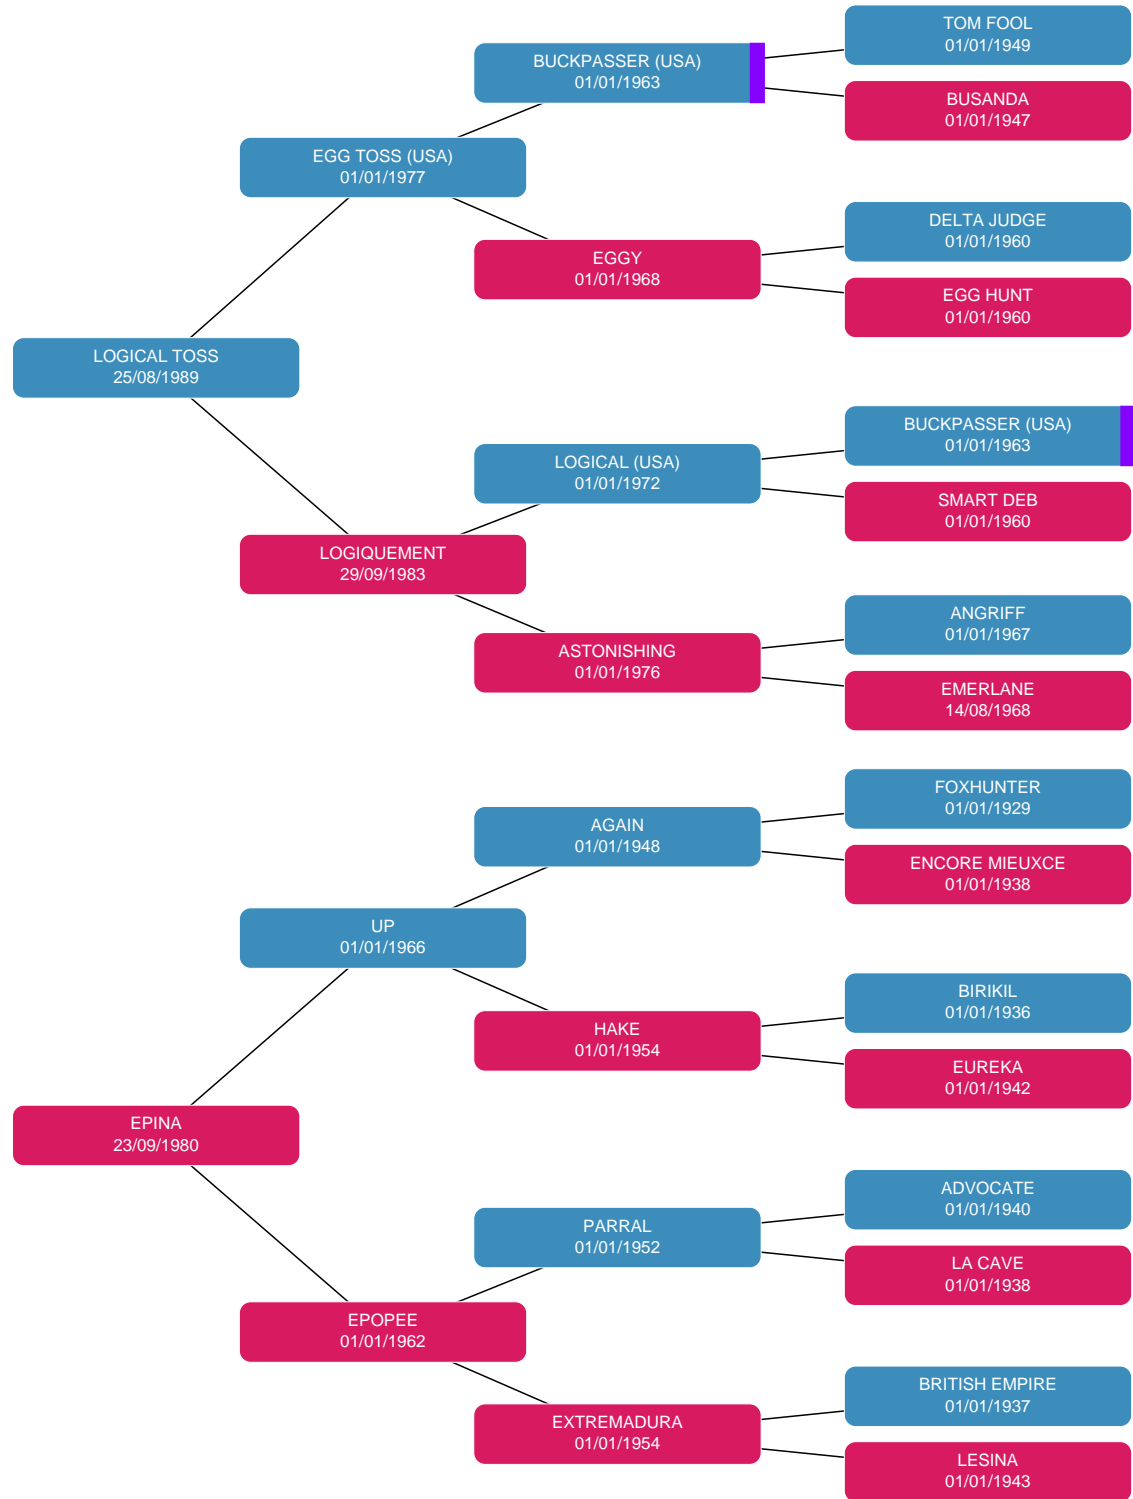 TOM FOOL
01/01/1949
BUCKPASSER (USA)
01/01/1963
BUSANDA
01/01/1947
EGG TOSS (USA)
01/01/1977
DELTA JUDGE
01/01/1960
EGGY
01/01/1968
EGG HUNT
01/01/1960
LOGICAL TOSS
25/08/1989
BUCKPASSER (USA)
01/01/1963
LOGICAL (USA)
01/01/1972
SMART DEB
01/01/1960
LOGIQUEMENT
29/09/1983
ANGRIFF
01/01/1967
ASTONISHING
01/01/1976
EMERLANE
14/08/1968
FOXHUNTER
01/01/1929
AGAIN
01/01/1948
ENCORE MIEUXCE
01/01/1938
UP
01/01/1966
BIRIKIL
01/01/1936
HAKE
01/01/1954
EUREKA
01/01/1942
EPINA
23/09/1980
ADVOCATE
01/01/1940
PARRAL
01/01/1952
LA CAVE
01/01/1938
EPOPEE
01/01/1962
BRITISH EMPIRE
01/01/1937
EXTREMADURA
01/01/1954
LESINA
01/01/1943